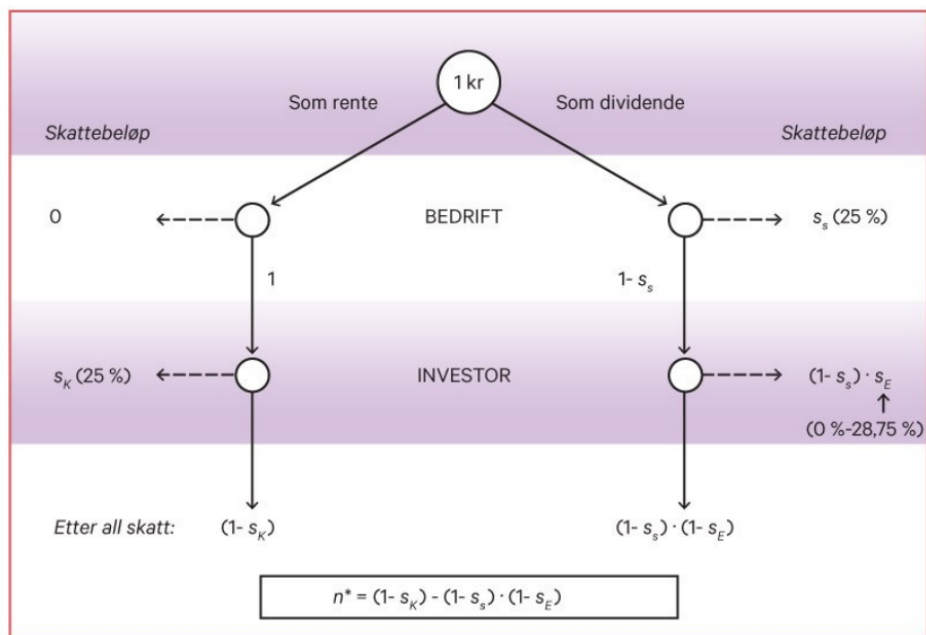 1 kr
Som rente
Som dividende
Skattebeløp
Skattebeløp
0
BEDRIFT
s_s (25 %)
1
1- s_s
s_K (25 %)
INVESTOR
(1- s_s) · s_E
(0 %-28,75 %)
Etter all skatt:
(1- s_K)
(1- s_s) · (1- s_E)
n* = (1- s_K) - (1- s_s) · (1- s_E)